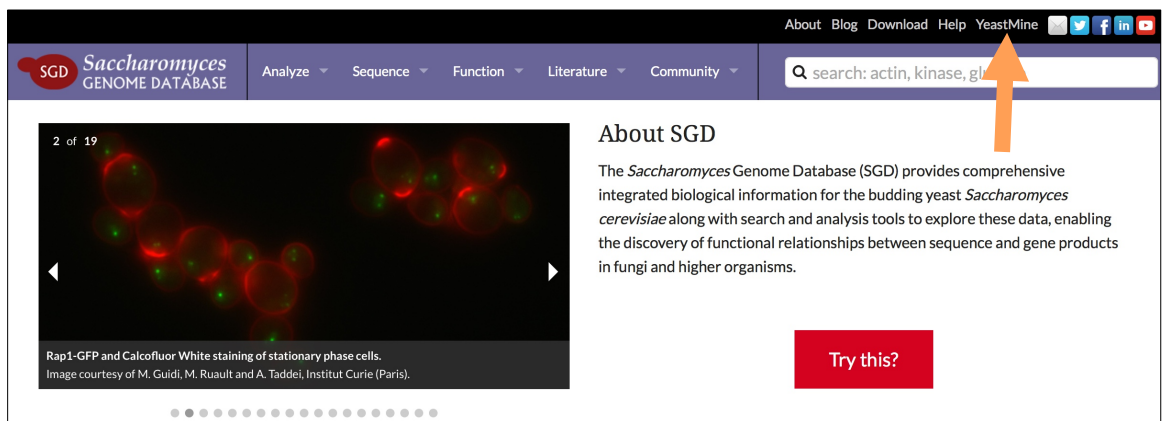 About Blog Download Help YeastMine
SGD Saccharomyces
GENOME DATABASE
Analyze Sequence Function Literature Community
search: actin, kinase, gl
2 of 19
Rap1-GFP and Calcofluor White staining of stationary phase cells.
Image courtesy of M. Guidi, M. Ruault and A. Taddei, Institut Curie (Paris).
About SGD
The Saccharomyces Genome Database (SGD) provides comprehensive
integrated biological information for the budding yeast Saccharomyces
cerevisiae along with search and analysis tools to explore these data, enabling
the discovery of functional relationships between sequence and gene products
in fungi and higher organisms.
Try this?